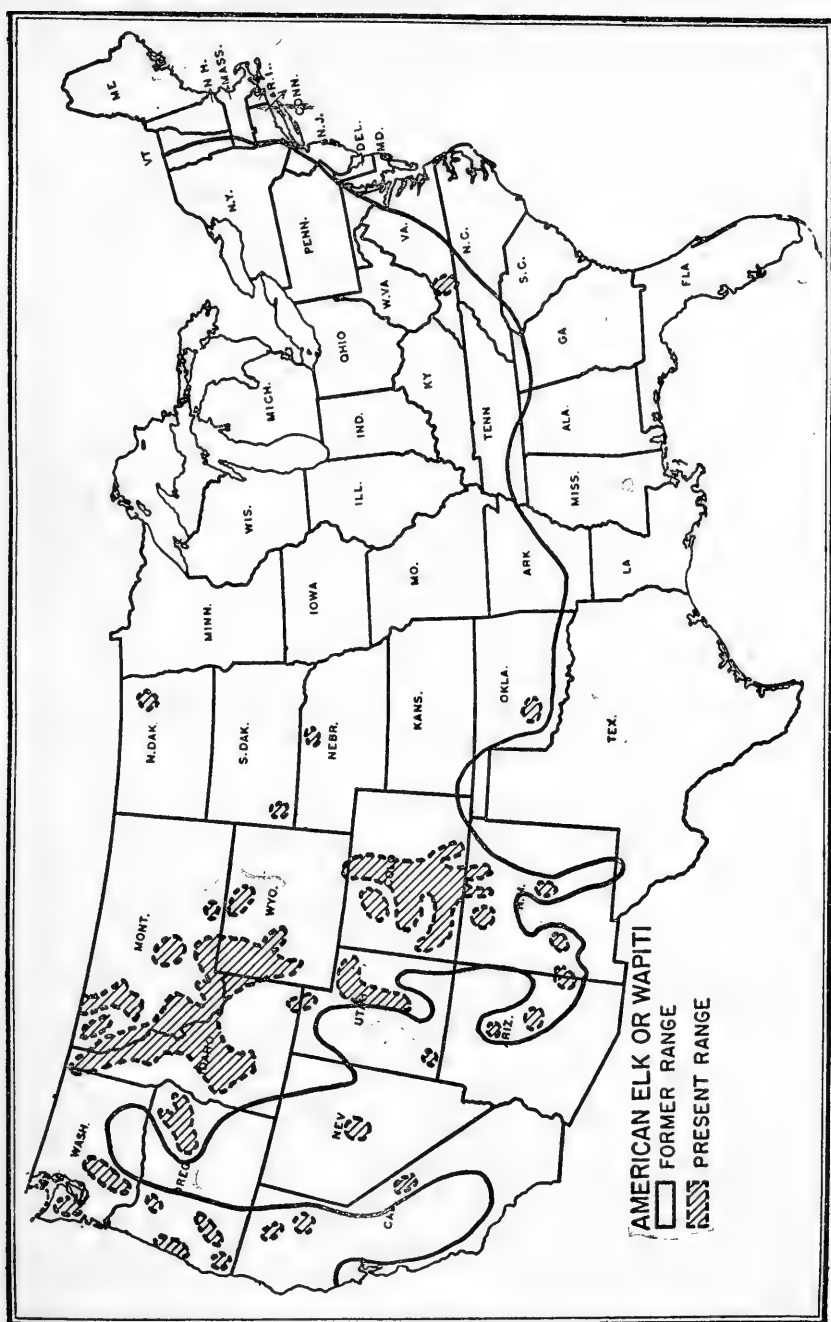 WASH.
MONT.
N.DAK.
MINN.
WIS.
MICH.
N.Y.
VT
ME
N.H.
MASS.
R.I.
CONN.
N.J.
DEL.
MD.
PENN.
OHIO
IND.
ILL.
IOWA
S.DAK.
NEBR.
WYO.
IDAHO
OREG
NEV
UTAH
COLO
KANS.
MO.
KY
W.VA
VA.
N.C.
TENN
S.C.
GA
ALA.
MISS.
ARK
OKLA.
N.M.
ARIZ.
CAL
TEX.
LA
FLA
AMERICAN ELK OR WAPITI
FORMER RANGE
PRESENT RANGE